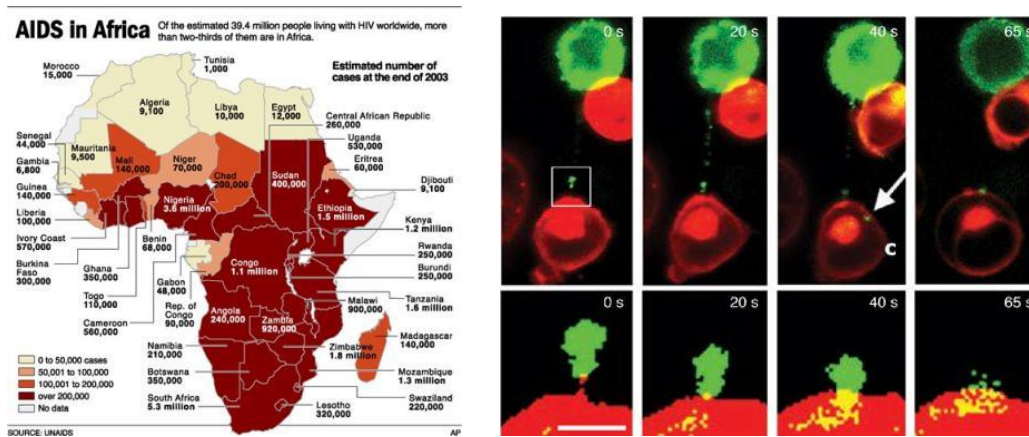 AIDS in Africa
Of the estimated 39.4 million people living with HIV worldwide, more
than two-thirds of them are in Africa.
Estimated number
of cases at the end of 2003
Tunisia
1,000
Morocco
15,000
Algeria
9,100
Libya
10,000
Egypt
12,000
Central African Republic
260,000
Uganda
530,000
Eritrea
60,000
Djibouti
9,100
Senegal
44,000
Mauritania
9,500
Mali
140,000
Niger
70,000
Chad
200,000
Sudan
400,000
Gambia
6,800
Guinea
140,000
Nigeria
3.6 million
Ethiopia
1.5 million
Liberia
100,000
Kenya
1.2 million
Ivory Coast
570,000
Benin
68,000
Rwanda
250,000
Burkina
Faso
300,000
Ghana
350,000
Congo
1.1 million
Burundi
250,000
Togo
110,000
Gabon
48,000
Tanzania
1.6 million
Cameroon
560,000
Rep. of
Congo
90,000
Angola
240,000
Zambia
920,000
Malawi
900,000
Madagascar
140,000
Namibia
210,000
Zimbabwe
1.8 million
Botswana
350,000
Mozambique
1.3 million
South Africa
5.3 million
Lesotho
320,000
Swaziland
220,000
0 to 50,000 cases
50,001 to 100,000
100,001 to 200,000
over 200,000
No data
SOURCE: UNAIDS
AP
0 s
20 s
40 s
65 s
c
0 s
20 s
40 s
65 s